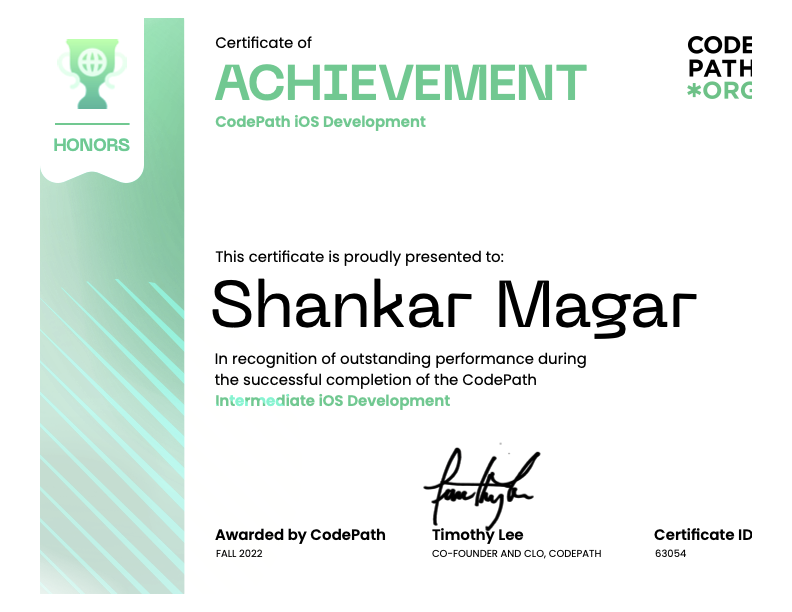 HONORS
Certificate of
ACHIEVEMENT
CodePath iOS Development
CODE
PATH
*ORG
This certificate is proudly presented to:
Shankar Magar
In recognition of outstanding performance during
the successful completion of the CodePath
Intermediate iOS Development
Awarded by CodePath
FALL 2022
Timothy Lee
CO-FOUNDER AND CLO, CODEPATH
Certificate ID
63054